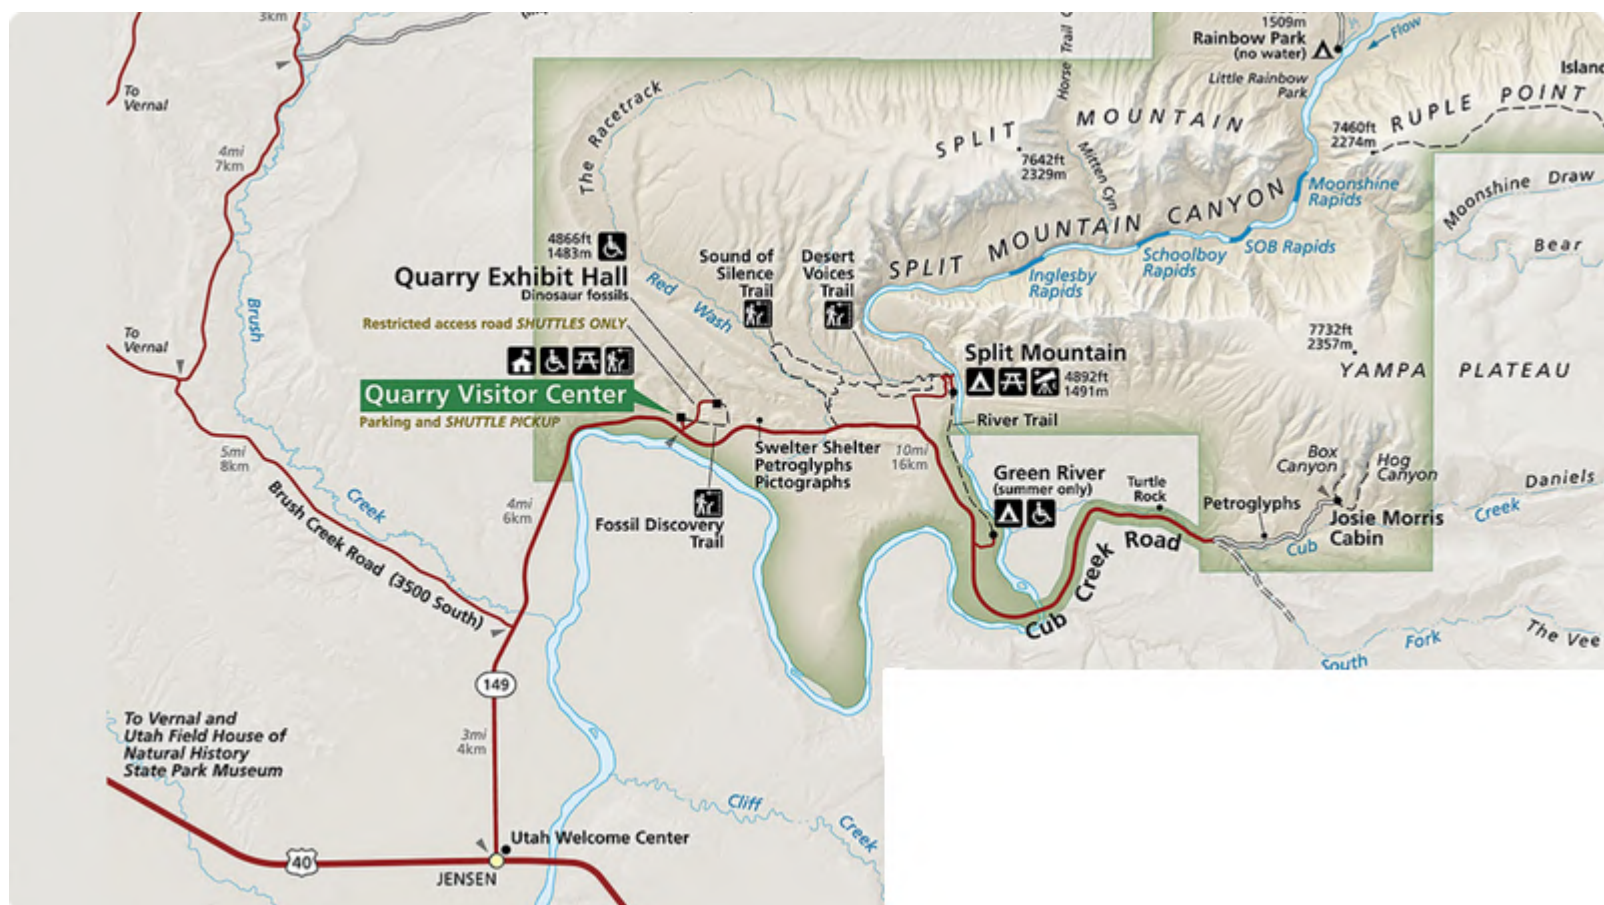 3km
To
Vernal
4mi
7km
1509m
Rainbow Park
(no water)
Flow
Little Rainbow
Park
Horse Trail
The Racetrack
SPLIT MOUNTAIN
7642ft
2329m
Mitten Cyn
7460ft
2274m
RUPLE POINT
Moonshine
Rapids
Moonshine Draw
Bear
SPLIT MOUNTAIN CANYON
SOB Rapids
Schoolboy
Rapids
Inglesby
Rapids
4866ft
1483m
Quarry Exhibit Hall
Dinosaur fossils
Restricted access road SHUTTLES ONLY
Red Wash
Sound of
Silence
Trail
Desert
Voices
Trail
Brush
To
Vernal
Quarry Visitor Center
Parking and SHUTTLE PICKUP
Split Mountain
4892ft
1491m
River Trail
7732ft
2357m
YAMPA PLATEAU
Swelter Shelter
Petroglyphs
Pictographs
10mi
16km
5mi
8km
Creek
Brush Creek Road (3500 South)
4mi
6km
Fossil Discovery
Trail
Green River
(summer only)
Turtle
Rock
Petroglyphs
Box
Canyon
Hog
Canyon
Daniels
Creek
Josie Morris
Cabin
Cub
Cub Creek Road
South Fork
The Vee
149
3mi
4km
To Vernal and
Utah Field House of
Natural History
State Park Museum
Cliff
Creek
Utah Welcome Center
40
JENSEN